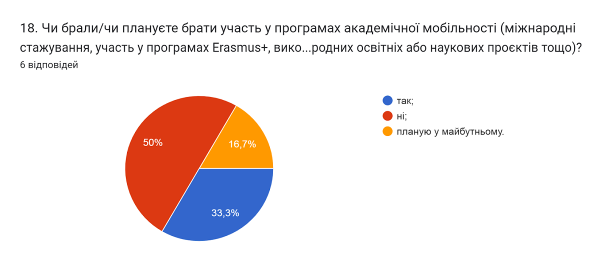 18. Чи брали/чи плануєте брати участь у програмах академічної мобільності (міжнародні
стажування, участь у програмах Erasmus+, вико...родних освітніх або наукових проєктів тощо)?
6 відповідей
так;
ні;
планую у майбутньому.
50%
16,7%
33,3%